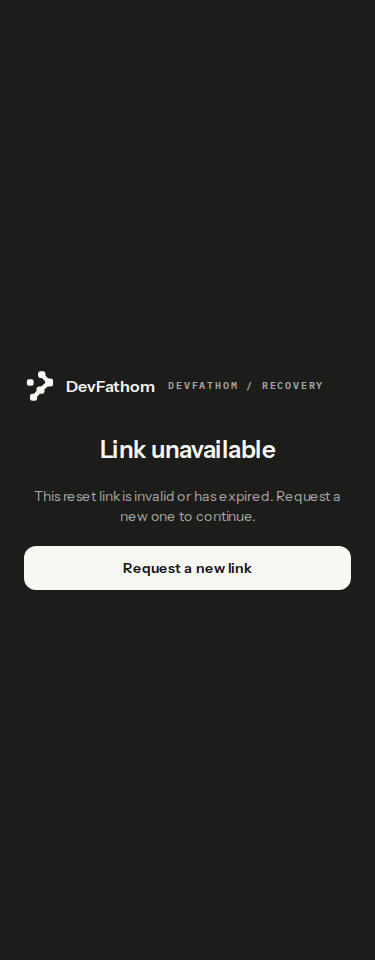 DevFathom DEVFATHOM / RECOVERY
Link unavailable
This reset link is invalid or has expired. Request a
new one to continue.
Request a new link